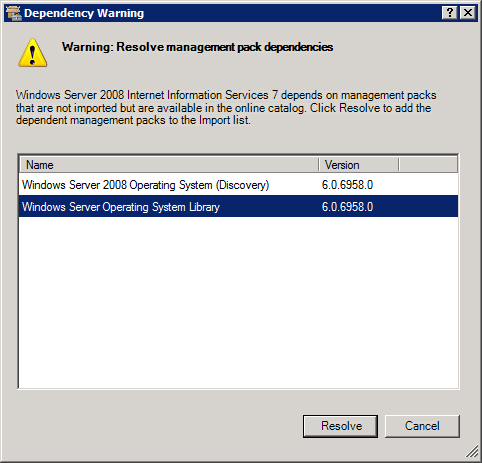 Dependency Warning
Warning: Resolve management pack dependencies
Windows Server 2008 Internet Information Services 7 depends on management packs
that are not imported but are available in the online catalog. Click Resolve to add the
dependent management packs to the Import list.
Name Version
Windows Server 2008 Operating System (Discovery) 6.0.6958.0
Windows Server Operating System Library 6.0.6958.0
Resolve Cancel